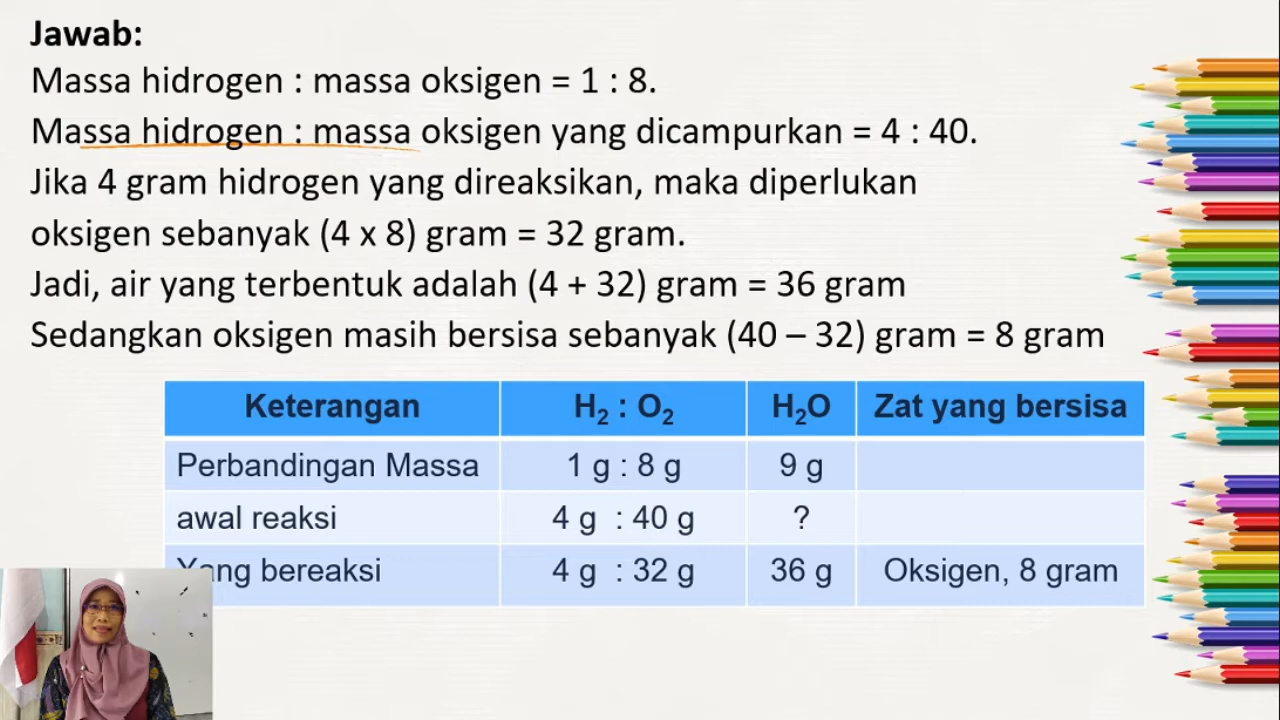 Jawab:
Massa hidrogen : massa oksigen = 1 : 8.
Massa hidrogen : massa oksigen yang dicampurkan = 4 : 40.
Jika 4 gram hidrogen yang direaksikan, maka diperlukan
oksigen sebanyak (4 x 8) gram = 32 gram.
Jadi, air yang terbentuk adalah (4 + 32) gram = 36 gram
Sedangkan oksigen masih bersisa sebanyak (40 – 32) gram = 8 gram
Keterangan H₂ : O₂ H₂O Zat yang bersisa
Perbandingan Massa 1 g : 8 g 9 g
awal reaksi 4 g : 40 g ?
Yang bereaksi 4 g : 32 g 36 g Oksigen, 8 gram